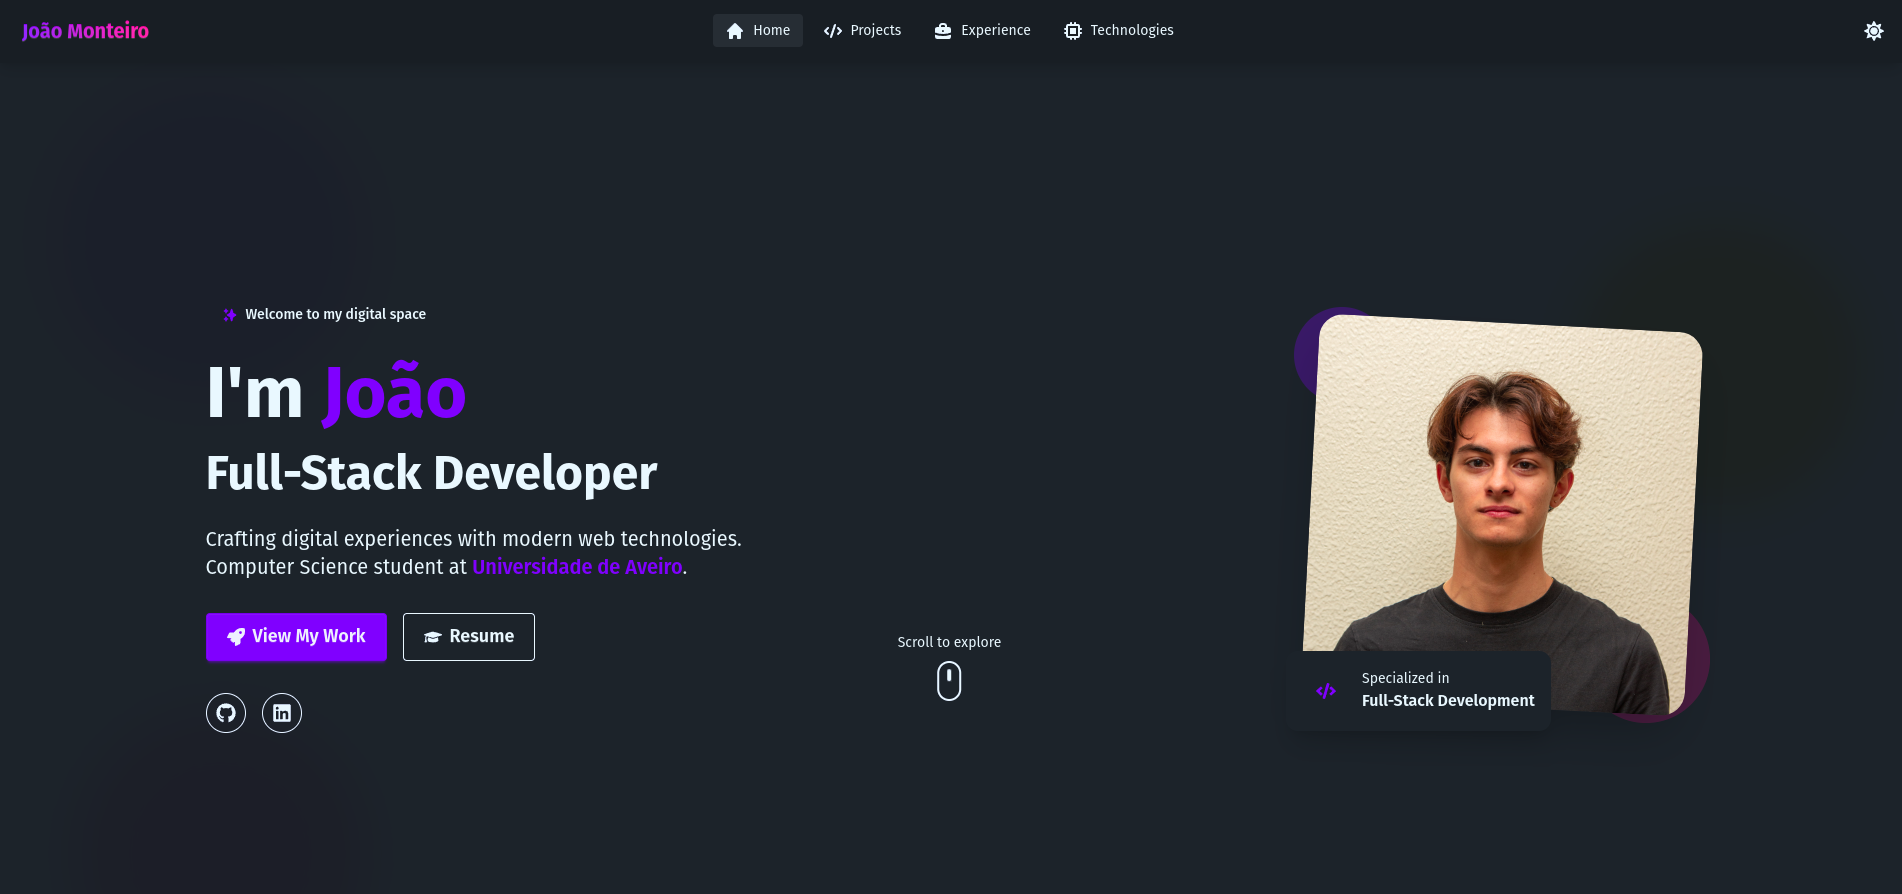 João Monteiro
Home
Projects
Experience
Technologies
Welcome to my digital space
I'm João
Full-Stack Developer
Crafting digital experiences with modern web technologies.
Computer Science student at Universidade de Aveiro.
View My Work
Resume
Scroll to explore
Specialized in
Full-Stack Development